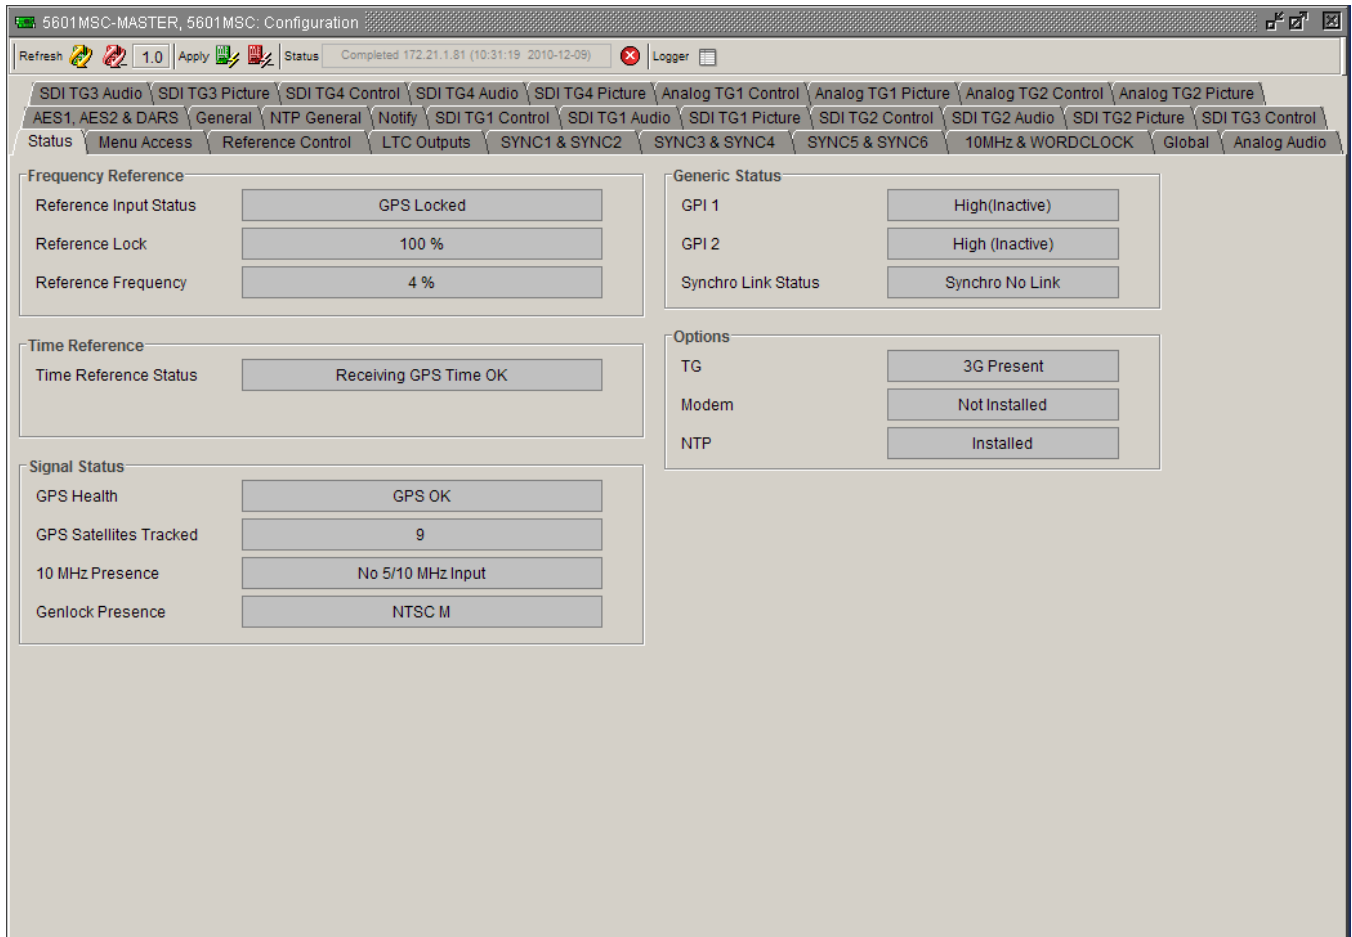 5601MSC-MASTER, 5601MSC: Configuration
Refresh 1.0 Apply Status Completed 172.21.1.81 (10:31:19 2010-12-09) Logger
SDI TG3 Audio SDI TG3 Picture SDI TG4 Control SDI TG4 Audio SDI TG4 Picture Analog TG1 Control Analog TG1 Picture Analog TG2 Control Analog TG2 Picture
AES1, AES2 & DARS General NTP General Notify SDI TG1 Control SDI TG1 Audio SDI TG1 Picture SDI TG2 Control SDI TG2 Audio SDI TG2 Picture SDI TG3 Control
Status Menu Access Reference Control LTC Outputs SYNC1 & SYNC2 SYNC3 & SYNC4 SYNC5 & SYNC6 10MHz & WORDCLOCK Global Analog Audio
Frequency Reference
Reference Input Status GPS Locked
Reference Lock 100 %
Reference Frequency 4 %
Time Reference
Time Reference Status Receiving GPS Time OK
Signal Status
GPS Health GPS OK
GPS Satellites Tracked 9
10 MHz Presence No 5/10 MHz Input
Genlock Presence NTSC M
Generic Status
GPI 1 High(Inactive)
GPI 2 High (Inactive)
Synchro Link Status Synchro No Link
Options
TG 3G Present
Modem Not Installed
NTP Installed